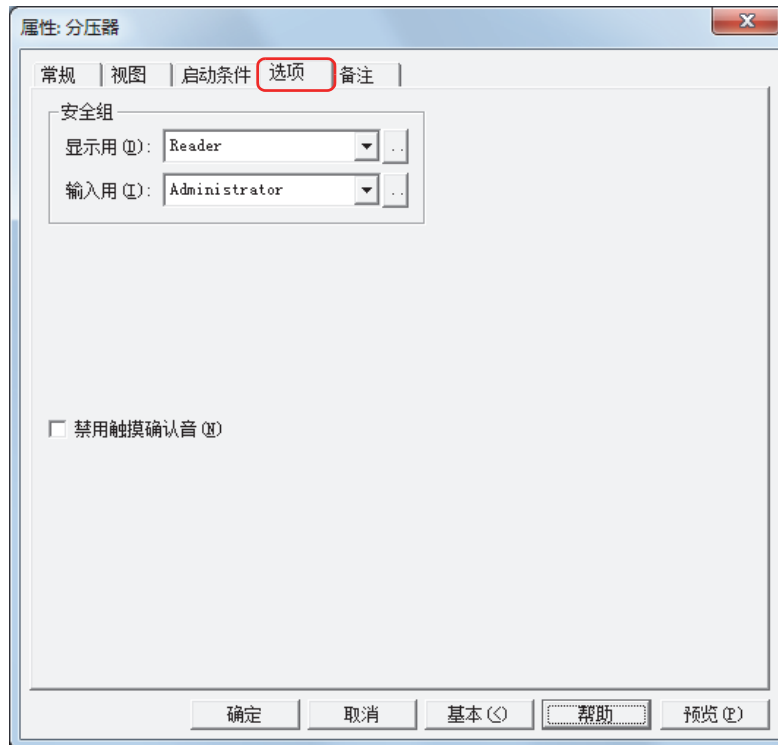 属性: 分压器
常规 视图 启动条件 选项 备注
安全组
显示用(D): Reader ..
输入用(I): Administrator ..
禁用触摸确认音(N)
确定 取消 基本(<) 帮助 预览(P)